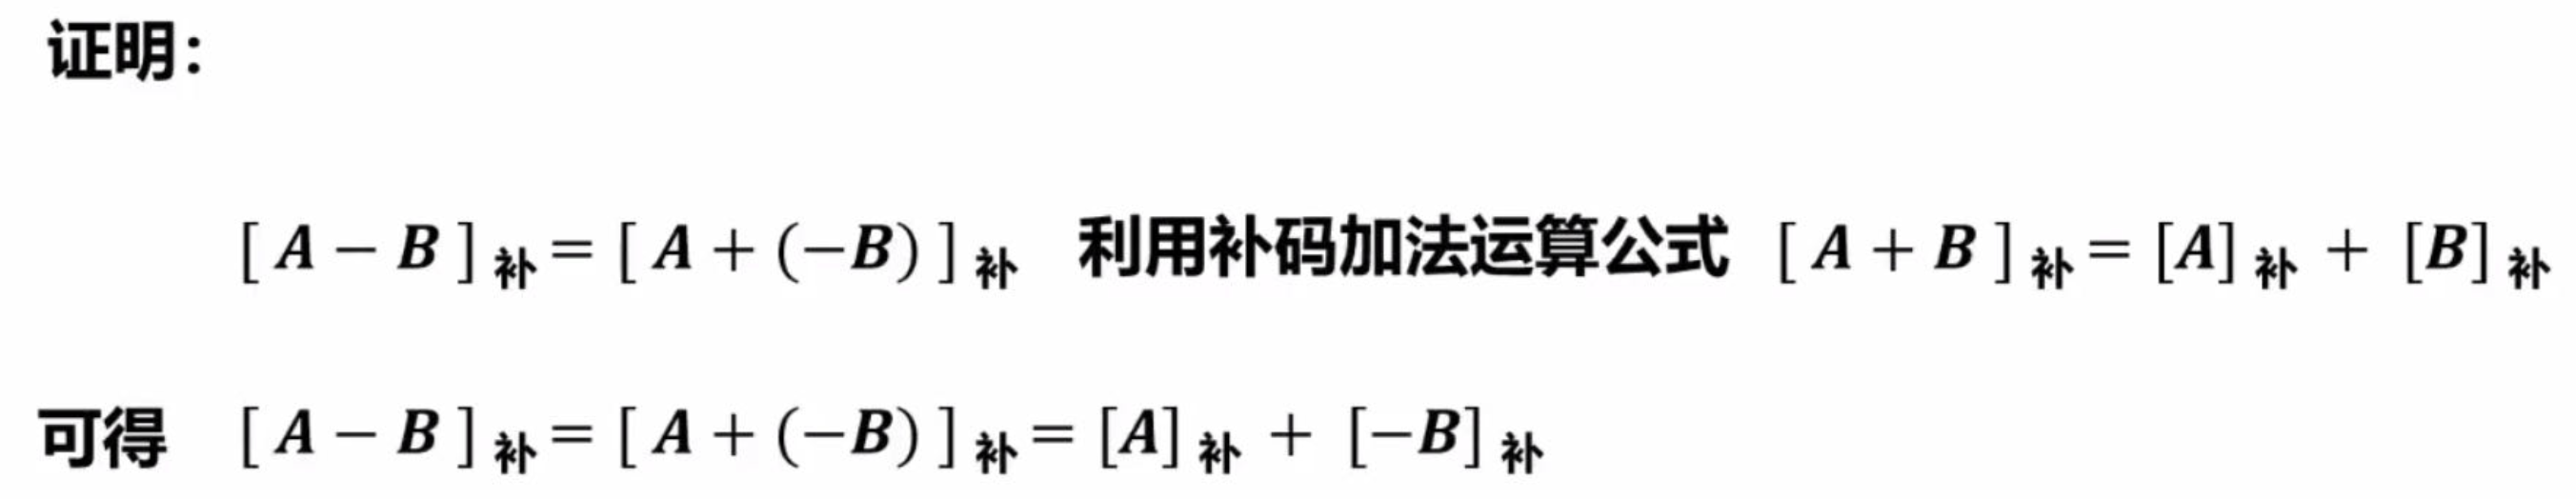 证明：
[ A − B ]补 = [ A + (−B) ]补 利用补码加法运算公式 [ A + B ]补 = [A]补 + [B]补
可得 [ A − B ]补 = [ A + (−B) ]补 = [A]补 + [−B]补